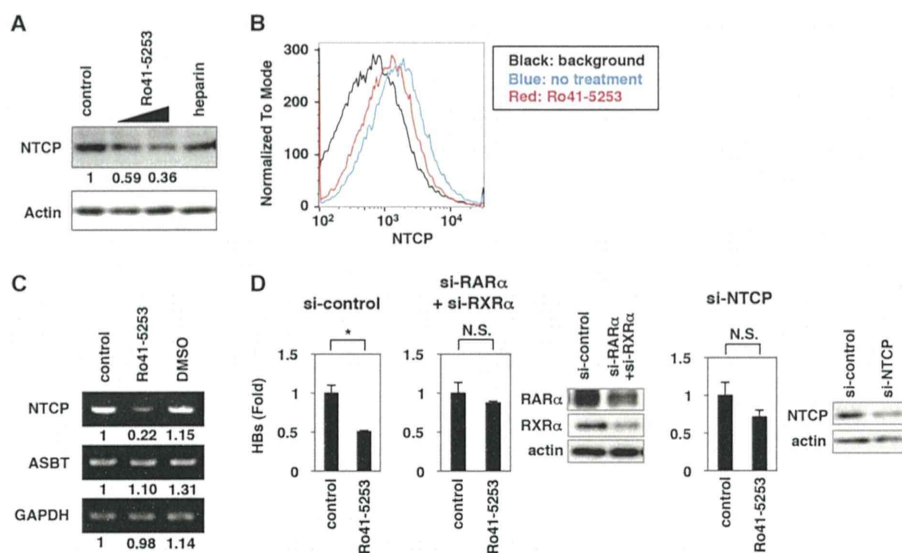 A
control
Ro41-5253
heparin
NTCP
1 0.59 0.36
Actin
B
Normalized To Mode
300
200
100
0
10² 10³ 10⁴
NTCP
Black: background
Blue: no treatment
Red: Ro41-5253
C
control
Ro41-5253
DMSO
NTCP
1 0.22 1.15
ASBT
1 1.10 1.31
GAPDH
1 0.98 1.14
D
si-control
*
HBs (Fold)
1.5
1
0.5
0
control
Ro41-5253
si-RARα
+ si-RXRα
N.S.
1.5
1
0.5
0
control
Ro41-5253
si-control
si-RARα
+si-RXRα
RARα
RXRα
actin
si-NTCP
N.S.
1.5
1
0.5
0
control
Ro41-5253
si-control
si-NTCP
NTCP
actin